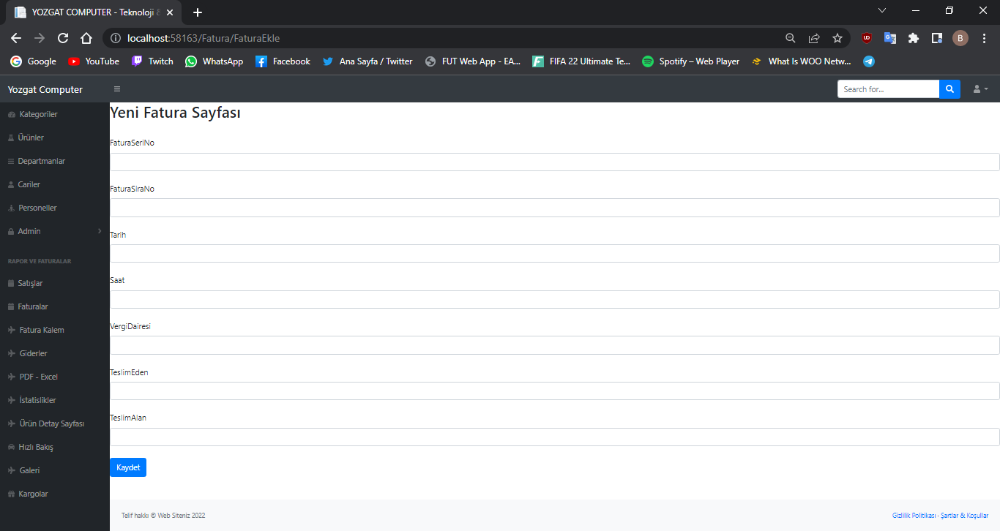 YOZGAT COMPUTER - Teknoloji &
localhost:58163/Fatura/FaturaEkle
B
Google
YouTube
Twitch
WhatsApp
Facebook
Ana Sayfa / Twitter
FUT Web App - EA...
FIFA 22 Ultimate Te...
Spotify – Web Player
What Is WOO Netw...
Yozgat Computer
Search for...
Kategoriler
Ürünler
Departmanlar
Cariler
Personeller
Admin
RAPOR VE FATURALAR
Satışlar
Faturalar
Fatura Kalem
Giderler
PDF - Excel
İstatislikler
Ürün Detay Sayfası
Hızlı Bakış
Galeri
Kargolar
Yeni Fatura Sayfası
FaturaSeriNo
FaturaSiraNo
Tarih
Saat
VergiDairesi
TeslimEden
TeslimAlan
Kaydet
Telif hakkı © Web Siteniz 2022
Gizlilik Politikası · Şartlar & Koşullar